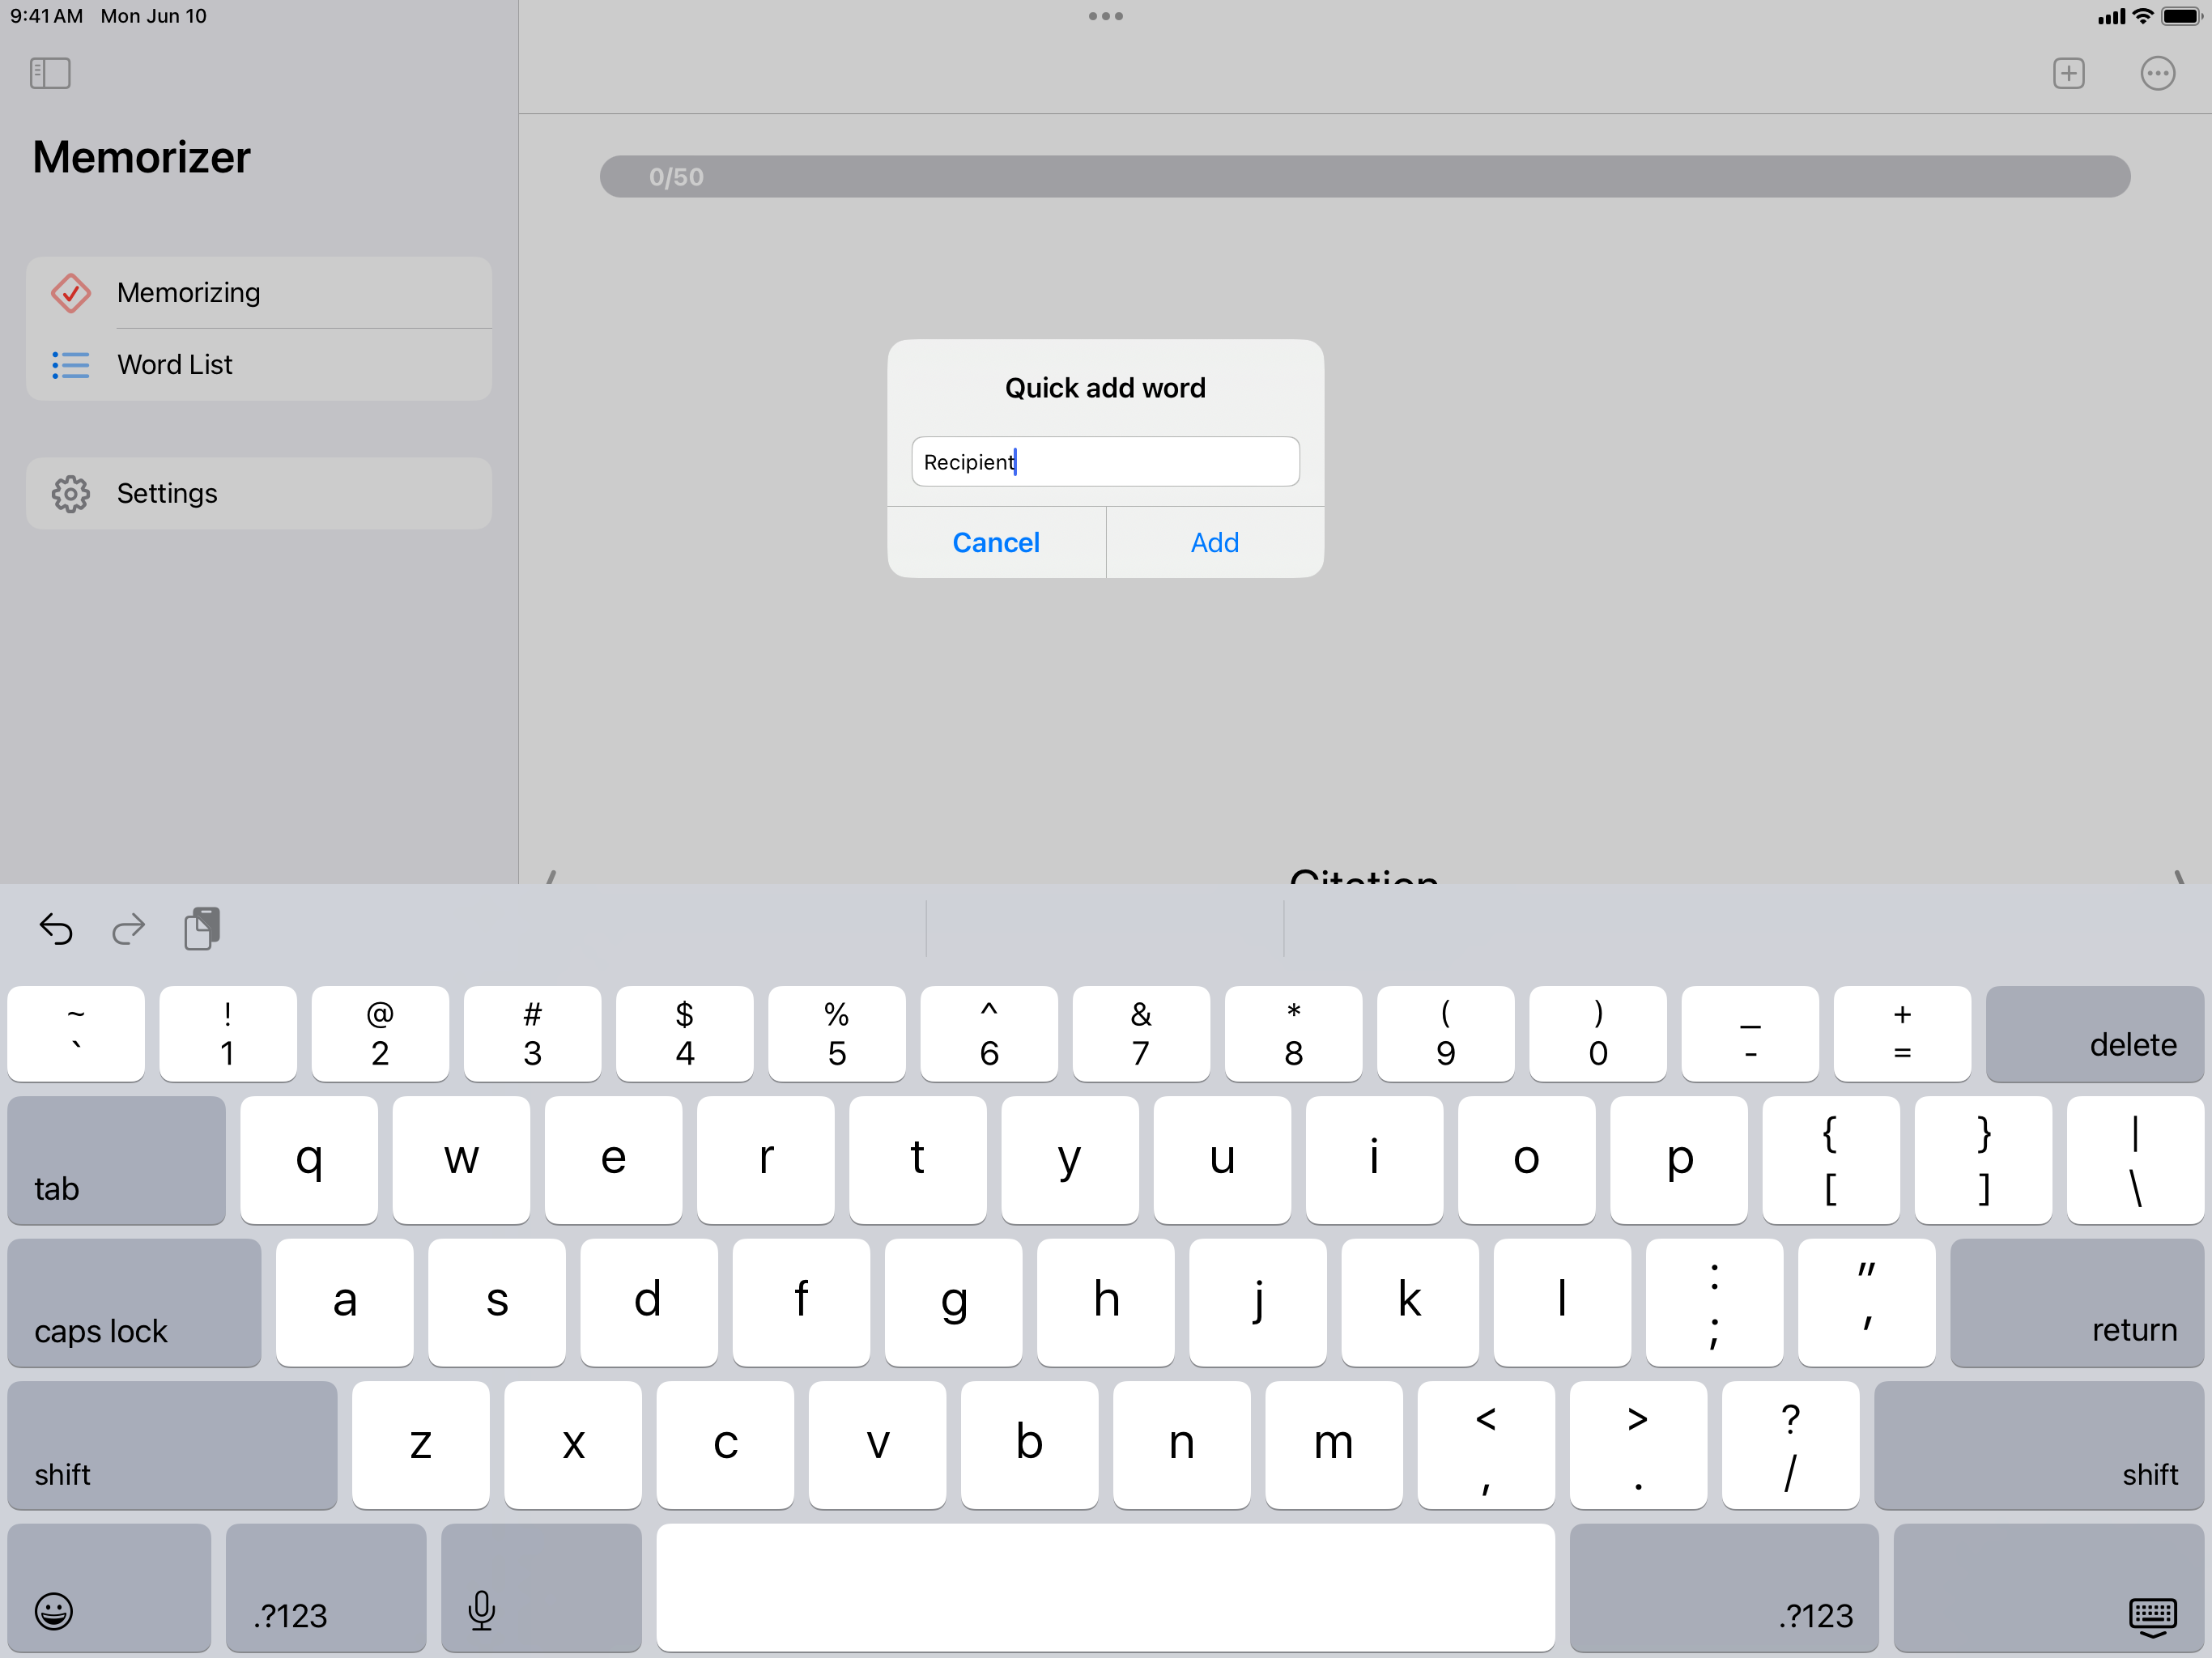 9:41 AM Mon Jun 10
Memorizer
0/50
Memorizing
Word List
Settings
Quick add word
Recipient
Cancel
Add
Citation
~ ! @ # $ % ^ & * ( ) _ +
` 1 2 3 4 5 6 7 8 9 0 - = delete
tab q w e r t y u i o p { } |
[ ] \
caps lock a s d f g h j k l : "
; ' return
shift z x c v b n m < > ?
, . / shift
.?123 .?123